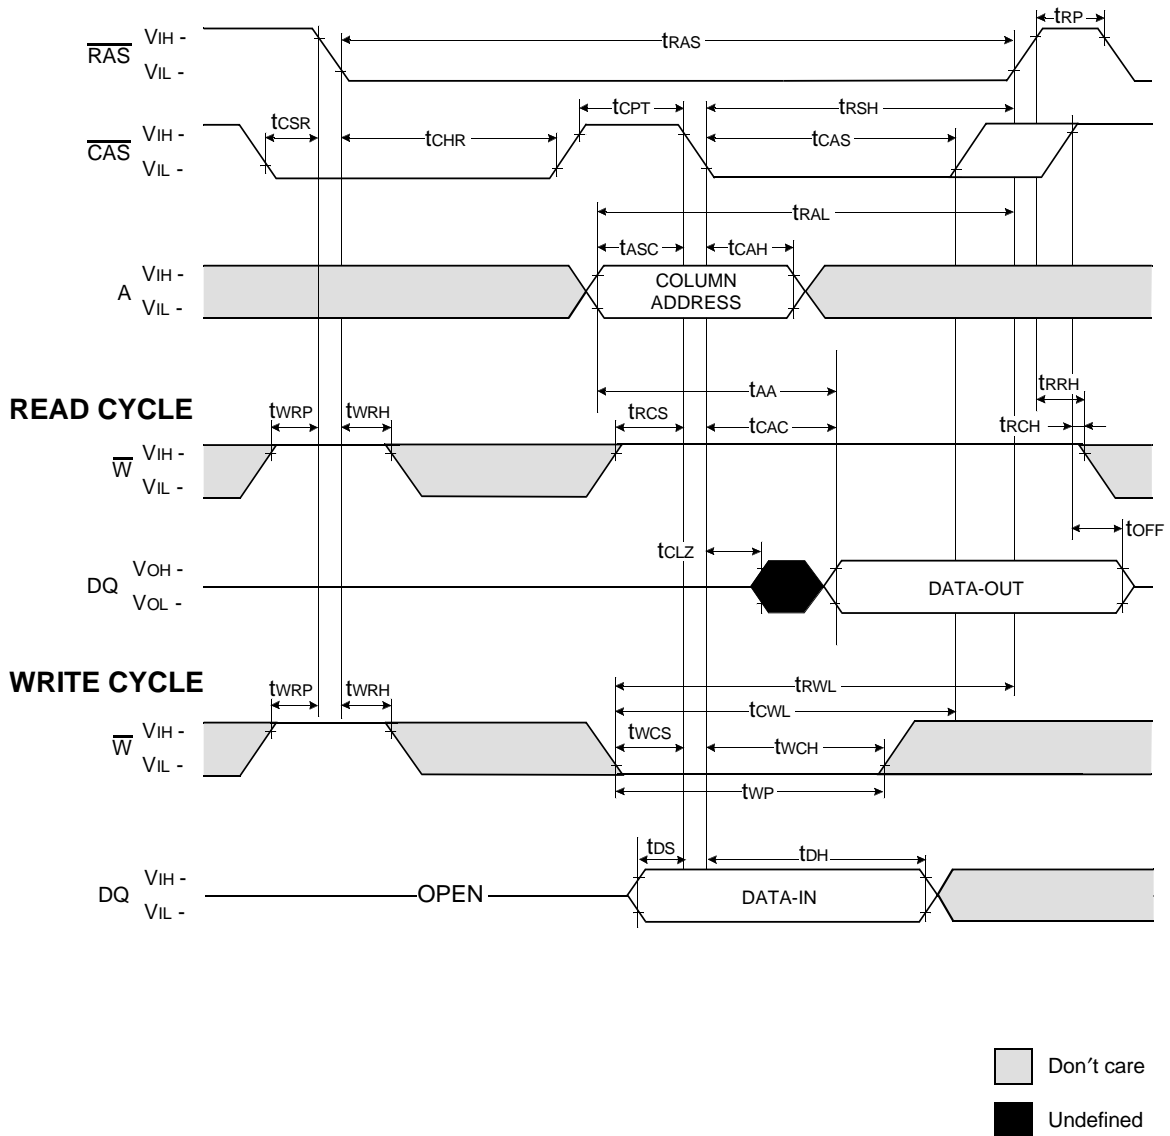 tRP
VIH -
tRAS
RAS
VIL -
tCPT
tRSH
tCSR
VIH -
tCHR
tCAS
CAS
VIL -
tRAL
tASC
tCAH
VIH -
COLUMN
ADDRESS
A
VIL -
tAA
tRRH
READ CYCLE
tWRP
tWRH
tRCS
tCAC
tRCH
VIH -
W
VIL -
tOFF
tCLZ
VOH -
DQ
DATA-OUT
VOL -
WRITE CYCLE
tWRP
tWRH
tRWL
tCWL
VIH -
tWCS
tWCH
W
VIL -
tWP
tDS
tDH
VIH -
DQ
OPEN
DATA-IN
VIL -
Don′t care
Undefined